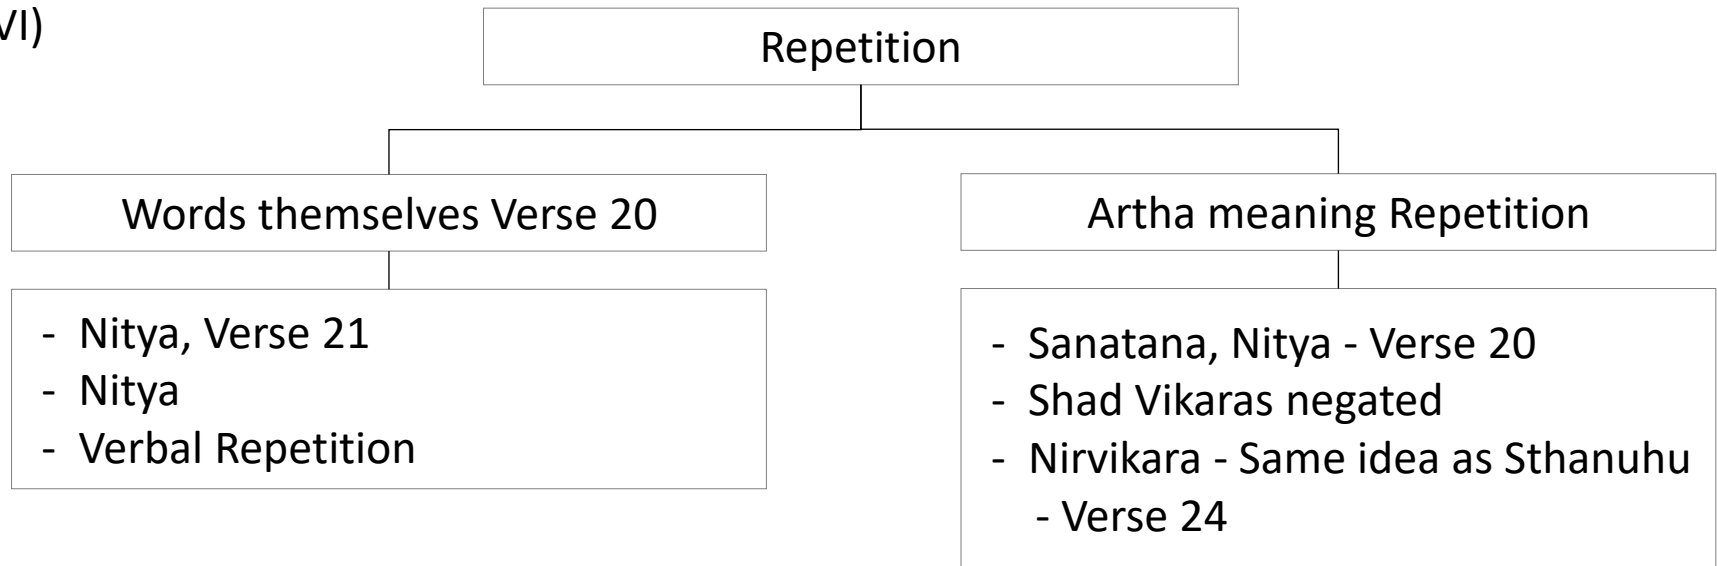 VI)
Repetition
Words themselves Verse 20
- Nitya, Verse 21
- Nitya
- Verbal Repetition
Artha meaning Repetition
- Sanatana, Nitya - Verse 20
- Shad Vikaras negated
- Nirvikara - Same idea as Sthanuhu
- Verse 24